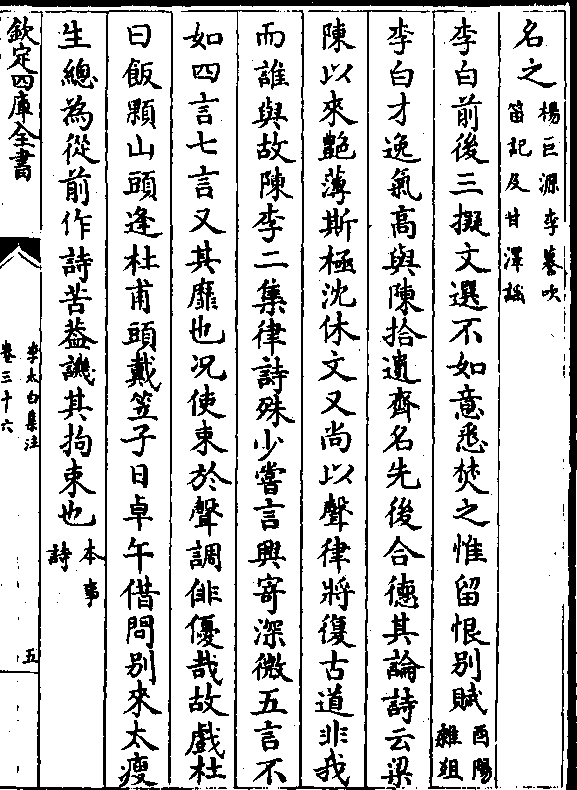 名之楊巨源李謩吹
笛記及甘澤謡
李白前後三擬文選不如意悉焚之惟留恨别賦酉陽
雜俎
李白才逸氣高與陳拾遺齊名先後合徳其論詩云梁
陳以來艶薄斯極沈休文又尚以聲律將復古道非我
而誰與故陳李二集律詩殊少嘗言興寄深微五言不
如四言七言又其靡也况使束於聲調俳優哉故戲杜
曰飯顆山頭逢杜甫頭戴笠子日卓午借問别來太瘦
生總為從前作詩苦葢譏其拘束也本事
詩
欽定四庫全書
李太白集注
卷三十六
五